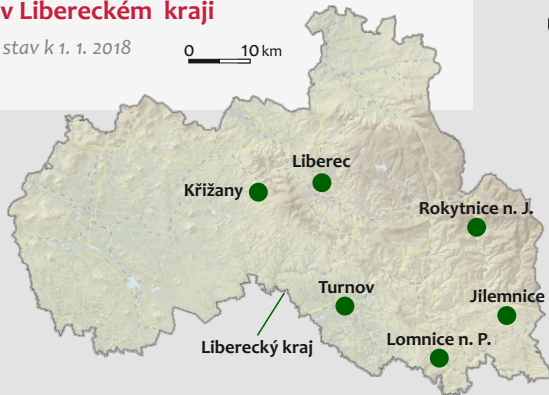 v Libereckém kraji
stav k 1. 1. 2018
0 10 km
Liberec
Křižany
Rokytnice n. J.
Turnov
Jilemnice
Lomnice n. P.
Liberecký kraj